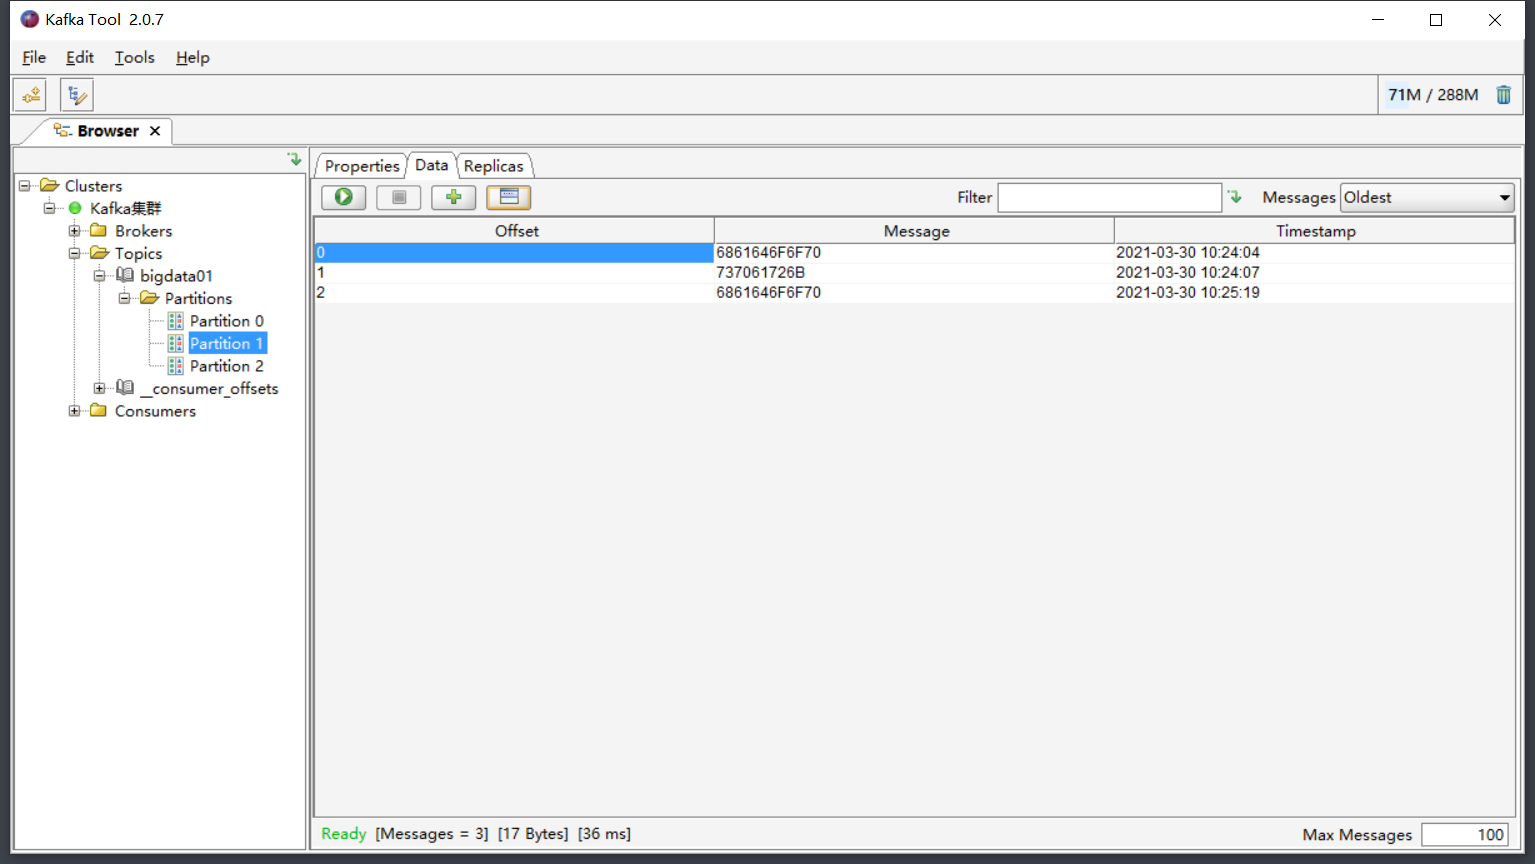 Kafka Tool 2.0.7
File Edit Tools Help
71M / 288M
Browser
Clusters
Kafka集群
Brokers
Topics
bigdata01
Partitions
Partition 0
Partition 1
Partition 2
__consumer_offsets
Consumers
Properties Data Replicas
Filter Messages Oldest
Offset Message Timestamp
0 6861646F6F70 2021-03-30 10:24:04
1 737061726B 2021-03-30 10:24:07
2 6861646F6F70 2021-03-30 10:25:19
Ready [Messages = 3] [17 Bytes] [36 ms] Max Messages 100